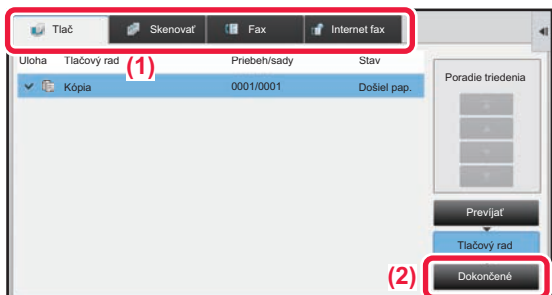 Tlač Skenovať Fax Internet fax
(1)
Úloha Tlačový rad Priebeh/sady Stav
Kópia 0001/0001 Došiel pap.
Poradie triedenia
Prevíjať
Tlačový rad
(2) Dokončené